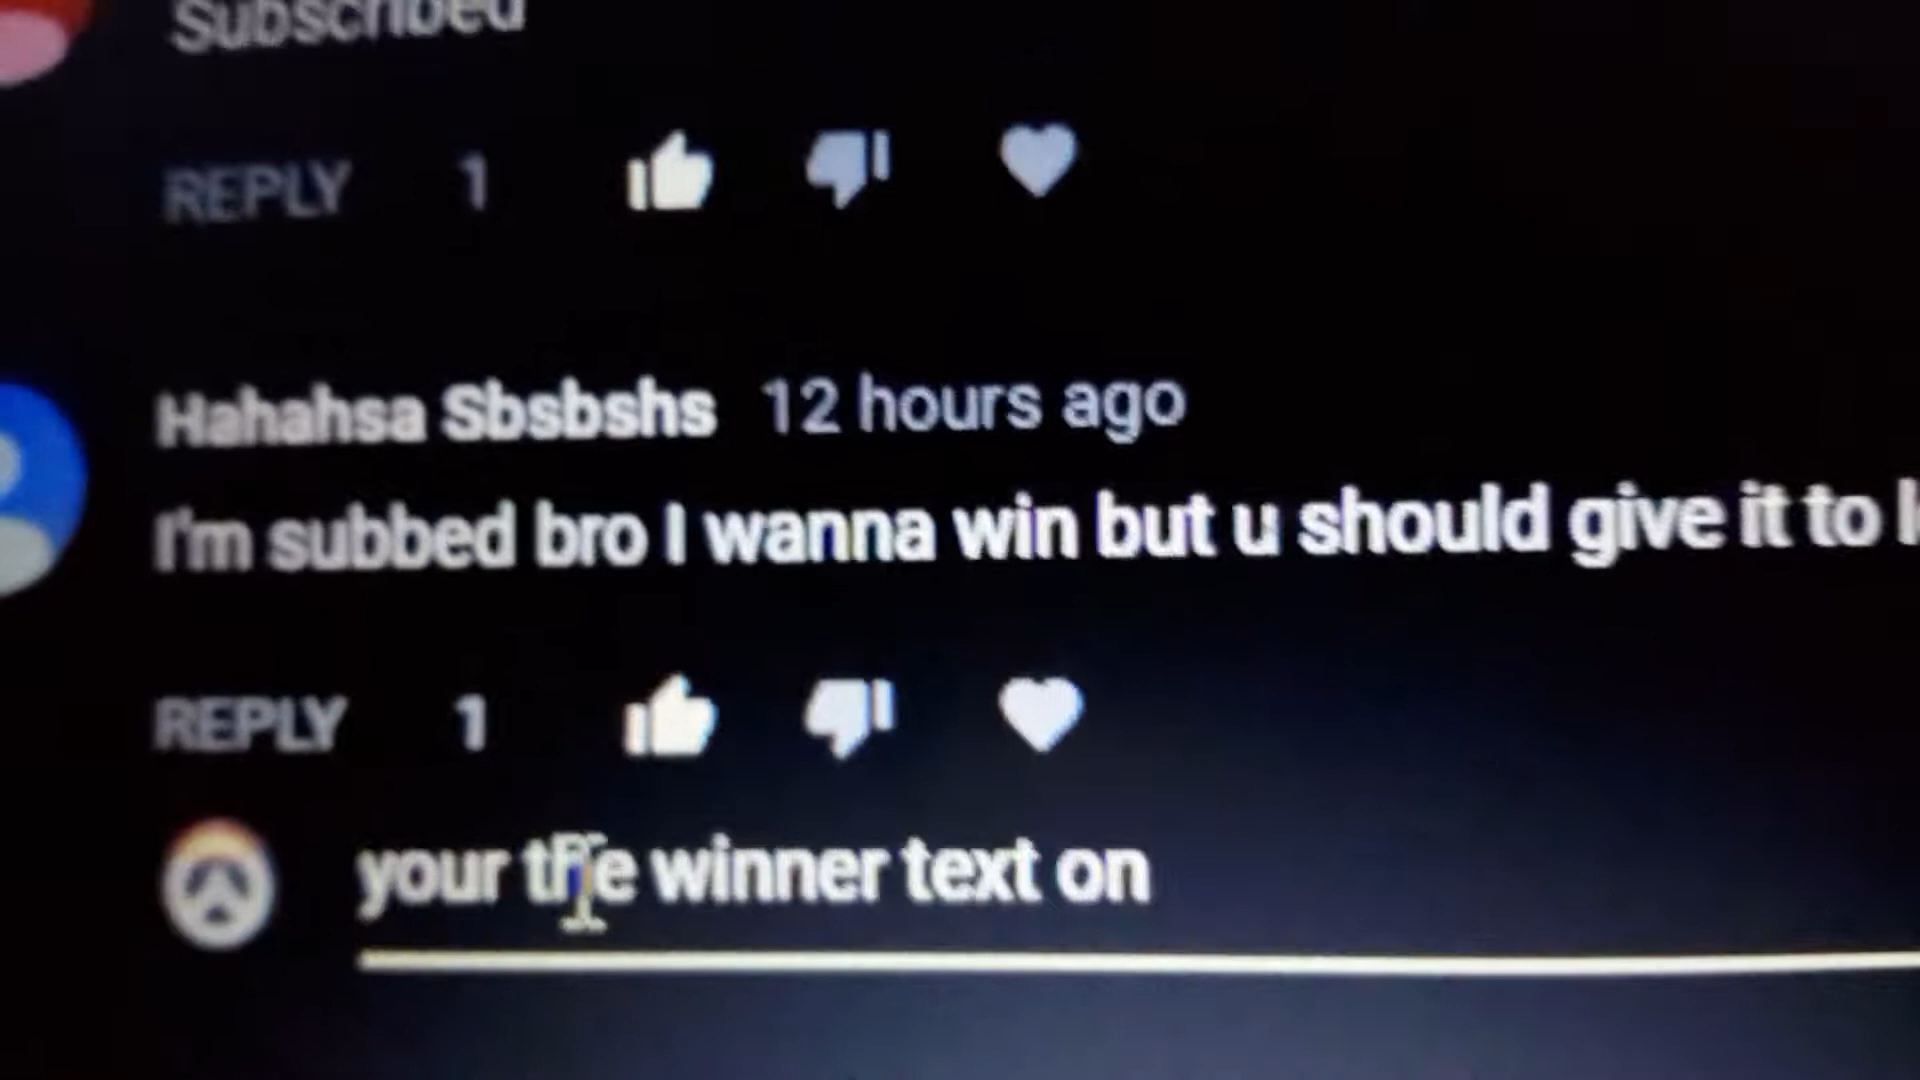 Subscribed
REPLY 1
Hahahsa Sbsbshs 12 hours ago
I'm subbed bro I wanna win but u should give it to
REPLY 1
your the winner text on